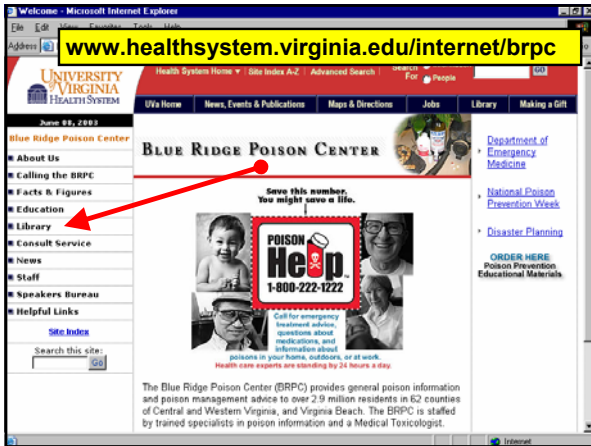 Welcome - Microsoft Internet Explorer
File Edit View Favorites Tools Help
Address
www.healthsystem.virginia.edu/internet/brpc
UNIVERSITY
of VIRGINIA
HEALTH SYSTEM
Health System Home Site Index A-Z Advanced Search
For People
GO
UVa Home News, Events & Publications Maps & Directions Jobs Library Making a Gift
June 08, 2003
Blue Ridge Poison Center
About Us
Calling the BRPC
Facts & Figures
Education
Library
Consult Service
News
Staff
Speakers Bureau
Helpful Links
Site Index
Search this site:
Go
BLUE RIDGE POISON CENTER
Save this number.
You might save a life.
POISON
Help
1-800-222-1222
Call for emergency
treatment advice,
questions about
medications, and
information about
poisons in your home, outdoors, or at work.
Health care experts are standing by 24 hours a day.
Department of
Emergency
Medicine
National Poison
Prevention Week
Disaster Planning
ORDER HERE
Poison Prevention
Educational Materials
The Blue Ridge Poison Center (BRPC) provides general poison information
and poison management advice to over 2.9 million residents in 62 counties
of Central and Western Virginia, and Virginia Beach. The BRPC is staffed
by trained specialists in poison information and a Medical Toxicologist.
Internet